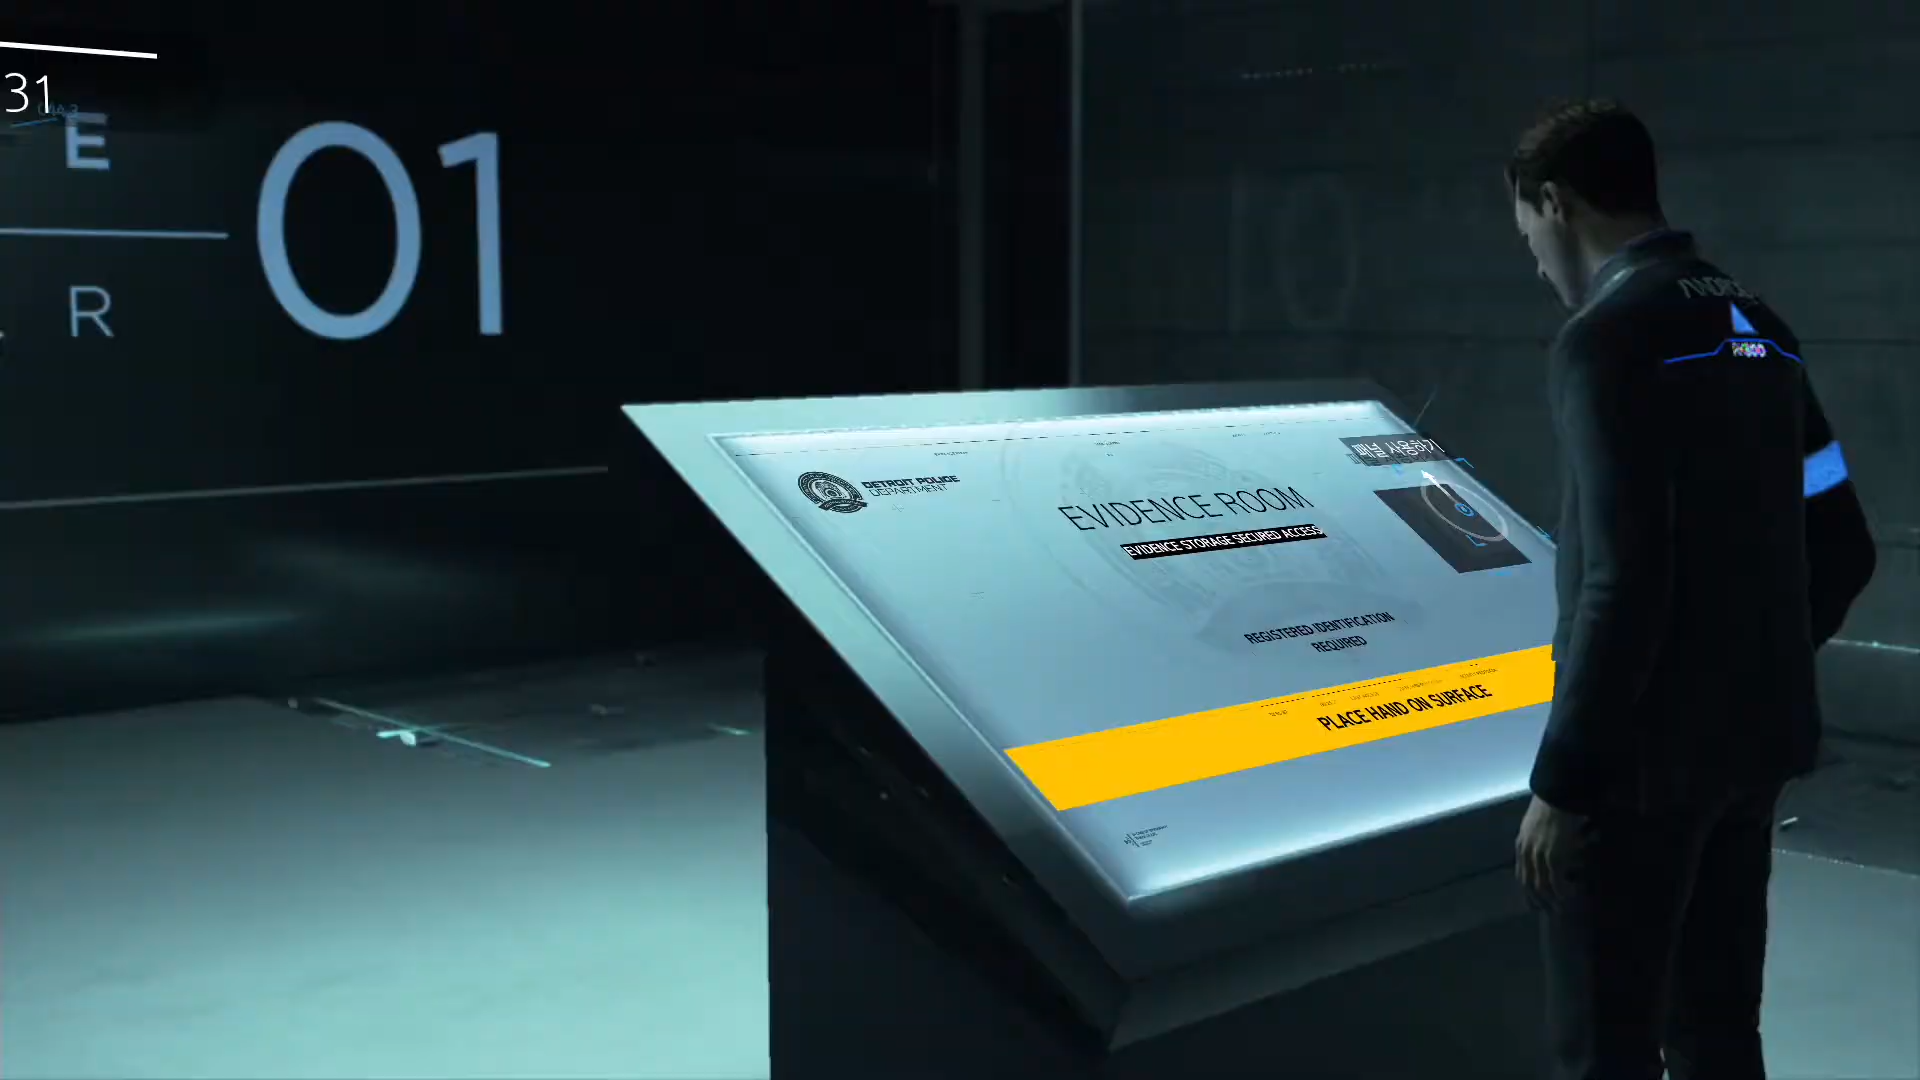 31
E
R
01
ANDROID
RK800
DETROIT POLICE
DEPARTMENT
패널 사용하기
EVIDENCE ROOM
EVIDENCE STORAGE SECURED ACCESS
REGISTERED IDENTIFICATION
REQUIRED
PLACE HAND ON SURFACE